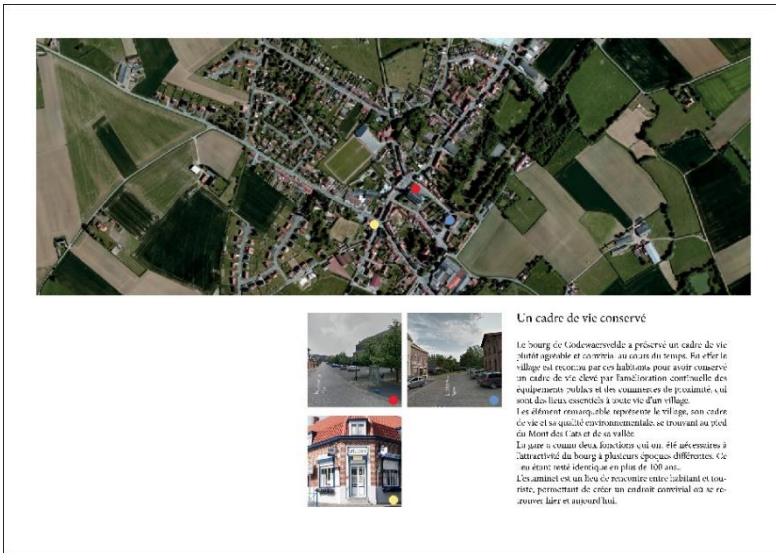 Un cadre de vie conservé
Le bourg de Godewaersvelde a préservé un cadre de vie
plutôt agréable et convivial au cours du temps. En effet le
village est reconnu par ces habitants pour avoir conservé
un cadre de vie élevé par l'amélioration continuelle des
équipements publics et des commerces de proximité, qui
sont des lieux essentiels à toute vie d'un village.
Les élément remarquable représente le village, son cadre
de vie et sa qualité environnementale, se trouvant au pied
du Mont des Cats et de sa vallée.
La gare a connu deux fonctions qui ont été nécessaires à
l'attractivité du bourg à plusieurs époques différentes. Ce
lieu étant resté identique en plus de 100 ans..
L'estaminet est un lieu de rencontre entre habitant et tou-
riste, permettant de créer un endroit convivial où se re-
trouver hier et aujourd'hui.